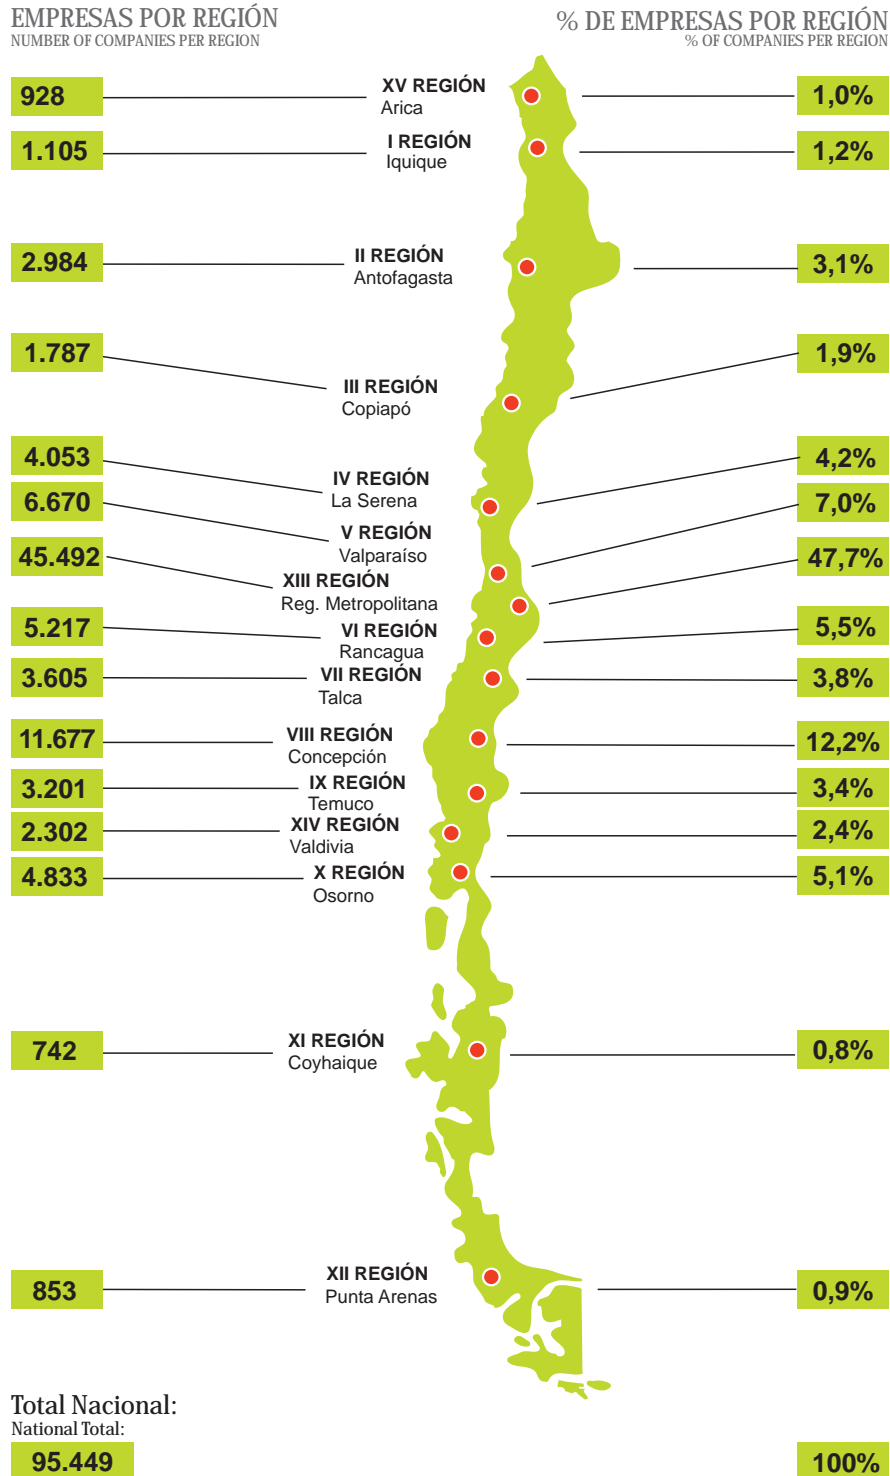 EMPRESAS POR REGIÓN
NUMBER OF COMPANIES PER REGION
% DE EMPRESAS POR REGIÓN
% OF COMPANIES PER REGION
928
XV REGIÓN
Arica
1,0%
1.105
I REGIÓN
Iquique
1,2%
2.984
II REGIÓN
Antofagasta
3,1%
1.787
III REGIÓN
Copiapó
1,9%
4.053
IV REGIÓN
La Serena
4,2%
6.670
V REGIÓN
Valparaíso
7,0%
45.492
XIII REGIÓN
Reg. Metropolitana
47,7%
5.217
VI REGIÓN
Rancagua
5,5%
3.605
VII REGIÓN
Talca
3,8%
11.677
VIII REGIÓN
Concepción
12,2%
3.201
IX REGIÓN
Temuco
3,4%
2.302
XIV REGIÓN
Valdivia
2,4%
4.833
X REGIÓN
Osorno
5,1%
742
XI REGIÓN
Coyhaique
0,8%
853
XII REGIÓN
Punta Arenas
0,9%
Total Nacional:
National Total:
95.449
100%